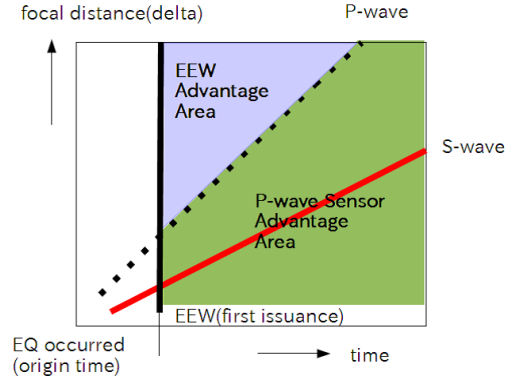 focal distance(delta)
P-wave
EEW
Advantage
Area
S-wave
P-wave Sensor
Advantage
Area
EEW(first issuance)
EQ occurred
(origin time)
time